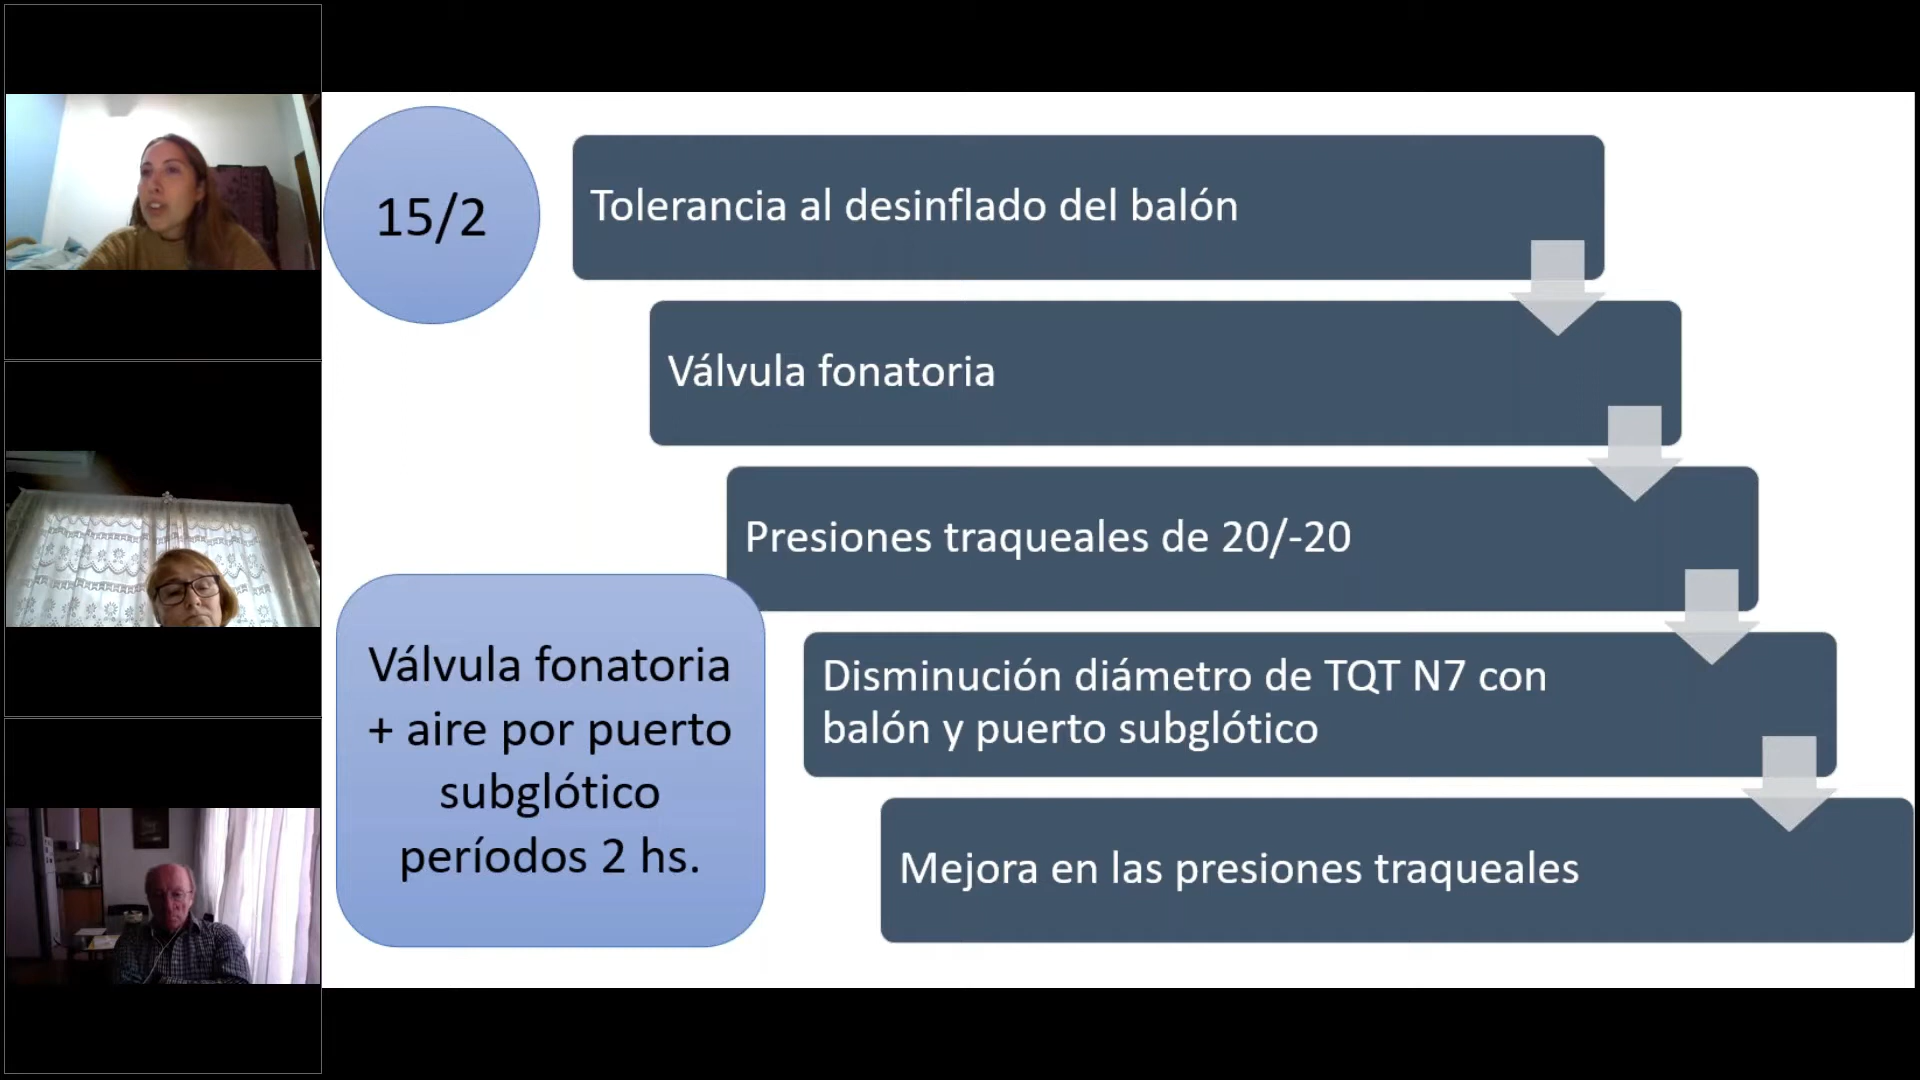 15/2
Tolerancia al desinflado del balón
Válvula fonatoria
Presiones traqueales de 20/-20
Disminución diámetro de TQT N7 con
balón y puerto subglótico
Mejora en las presiones traqueales
Válvula fonatoria
+ aire por puerto
subglótico
períodos 2 hs.